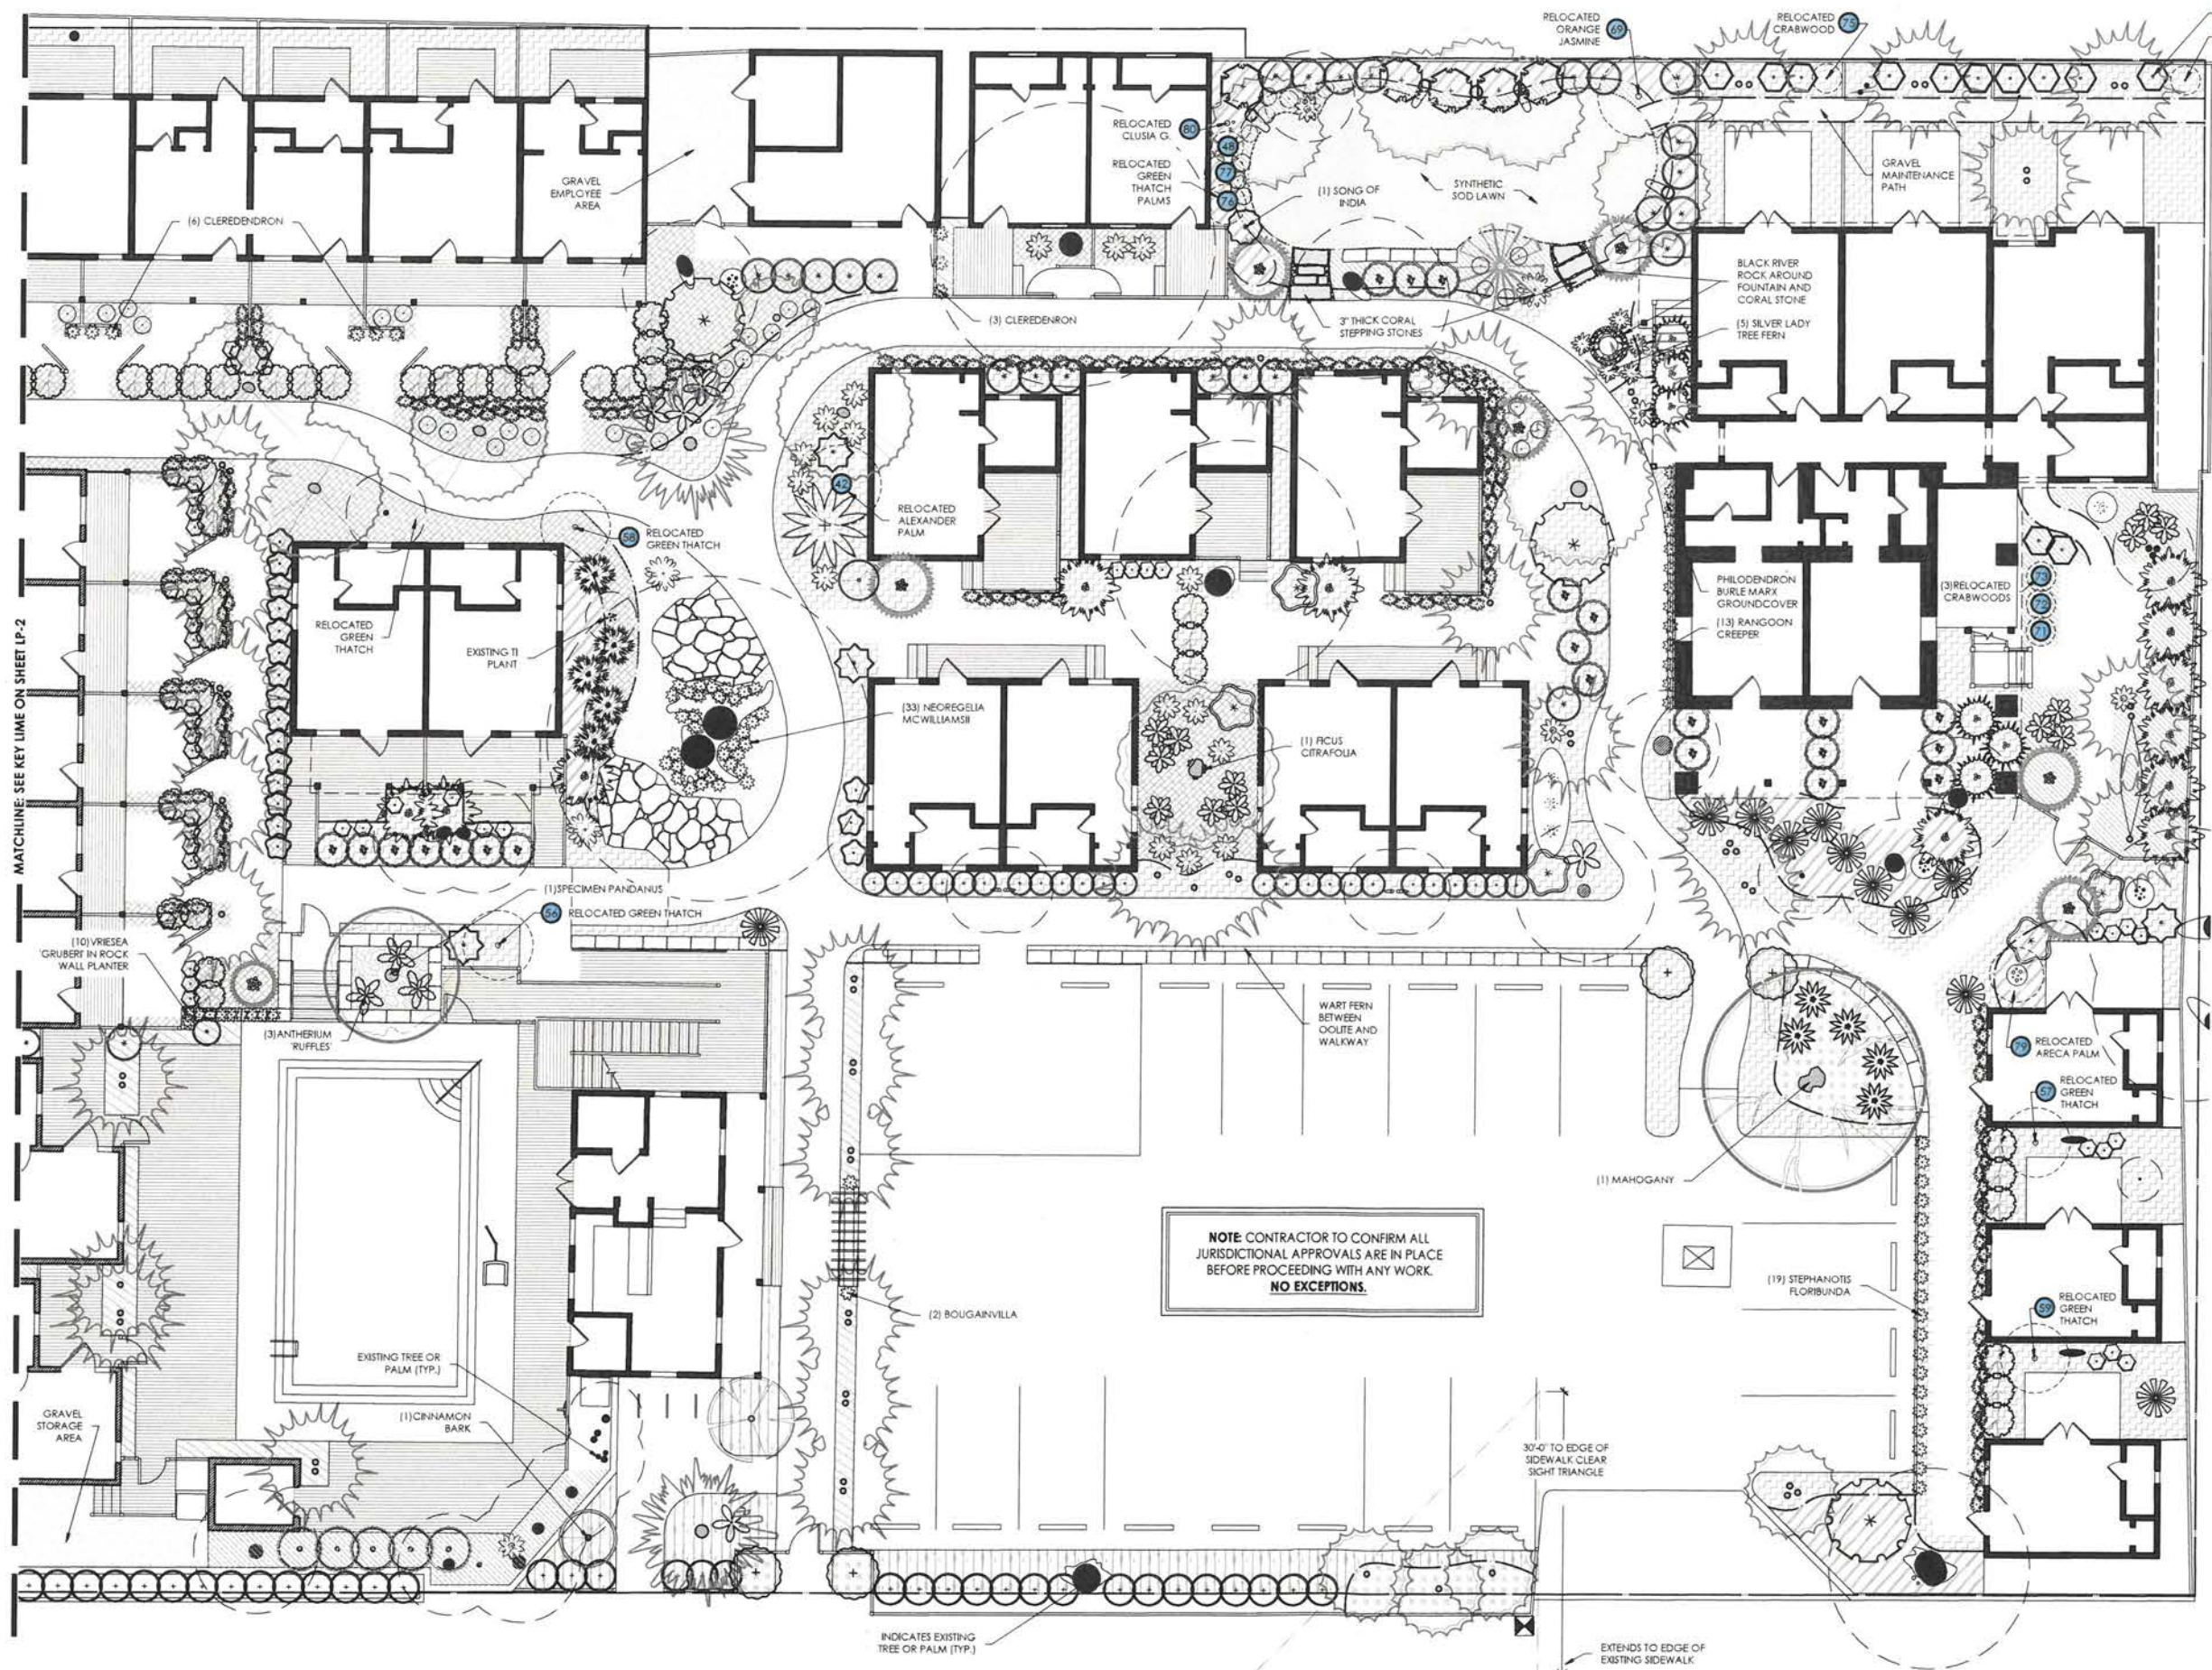 RELOCATED
ORANGE
JASMINE
69
RELOCATED
CRABWOOD
75
RELOCATED
CLUSIA G.
80
48
77
76
RELOCATED
GREEN
THATCH
PALMS
GRAVEL
EMPLOYEE
AREA
(6) CLEREDENDRON
(1) SONG OF
INDIA
SYNTHETIC
SOD LAWN
GRAVEL
MAINTENANCE
PATH
BLACK RIVER
ROCK AROUND
FOUNTAIN AND
CORAL STONE
(5) SILVER LADY
TREE FERN
(3) CLEREDENRON
3" THICK CORAL
STEPPING STONES
42
RELOCATED
ALEXANDER
PALM
58
RELOCATED
GREEN THATCH
RELOCATED
GREEN
THATCH
EXISTING TI
PLANT
PHILODENDRON
BURLE MARX
GROUNDCOVER
(13) RANGOON
CREEPER
(3)RELOCATED
CRABWOODS
73
72
71
MATCHLINE: SEE KEY LIME ON SHEET LP-2
(33) NEOREGELIA
MCWILLIAMSII
(1) FICUS
CITRAFOLIA
(1)SPECIMEN PANDANUS
56
RELOCATED GREEN THATCH
(10) VRIESEA
'GRUBERI' IN ROCK
WALL PLANTER
(3)ANTHERIUM
'RUFFLES'
WART FERN
BETWEEN
OOLITE AND
WALKWAY
79
RELOCATED
ARECA PALM
57
RELOCATED
GREEN
THATCH
(1) MAHOGANY
NOTE: CONTRACTOR TO CONFIRM ALL
JURISDICTIONAL APPROVALS ARE IN PLACE
BEFORE PROCEEDING WITH ANY WORK.
NO EXCEPTIONS.
(19) STEPHANOTIS
FLORIBUNDA
59
RELOCATED
GREEN
THATCH
(2) BOUGAINVILLA
EXISTING TREE OR
PALM (TYP.)
(1)CINNAMON
BARK
GRAVEL
STORAGE
AREA
30'-0" TO EDGE OF
SIDEWALK CLEAR
SIGHT TRIANGLE
INDICATES EXISTING
TREE OR PALM (TYP.)
EXTENDS TO EDGE OF
EXISTING SIDEWALK